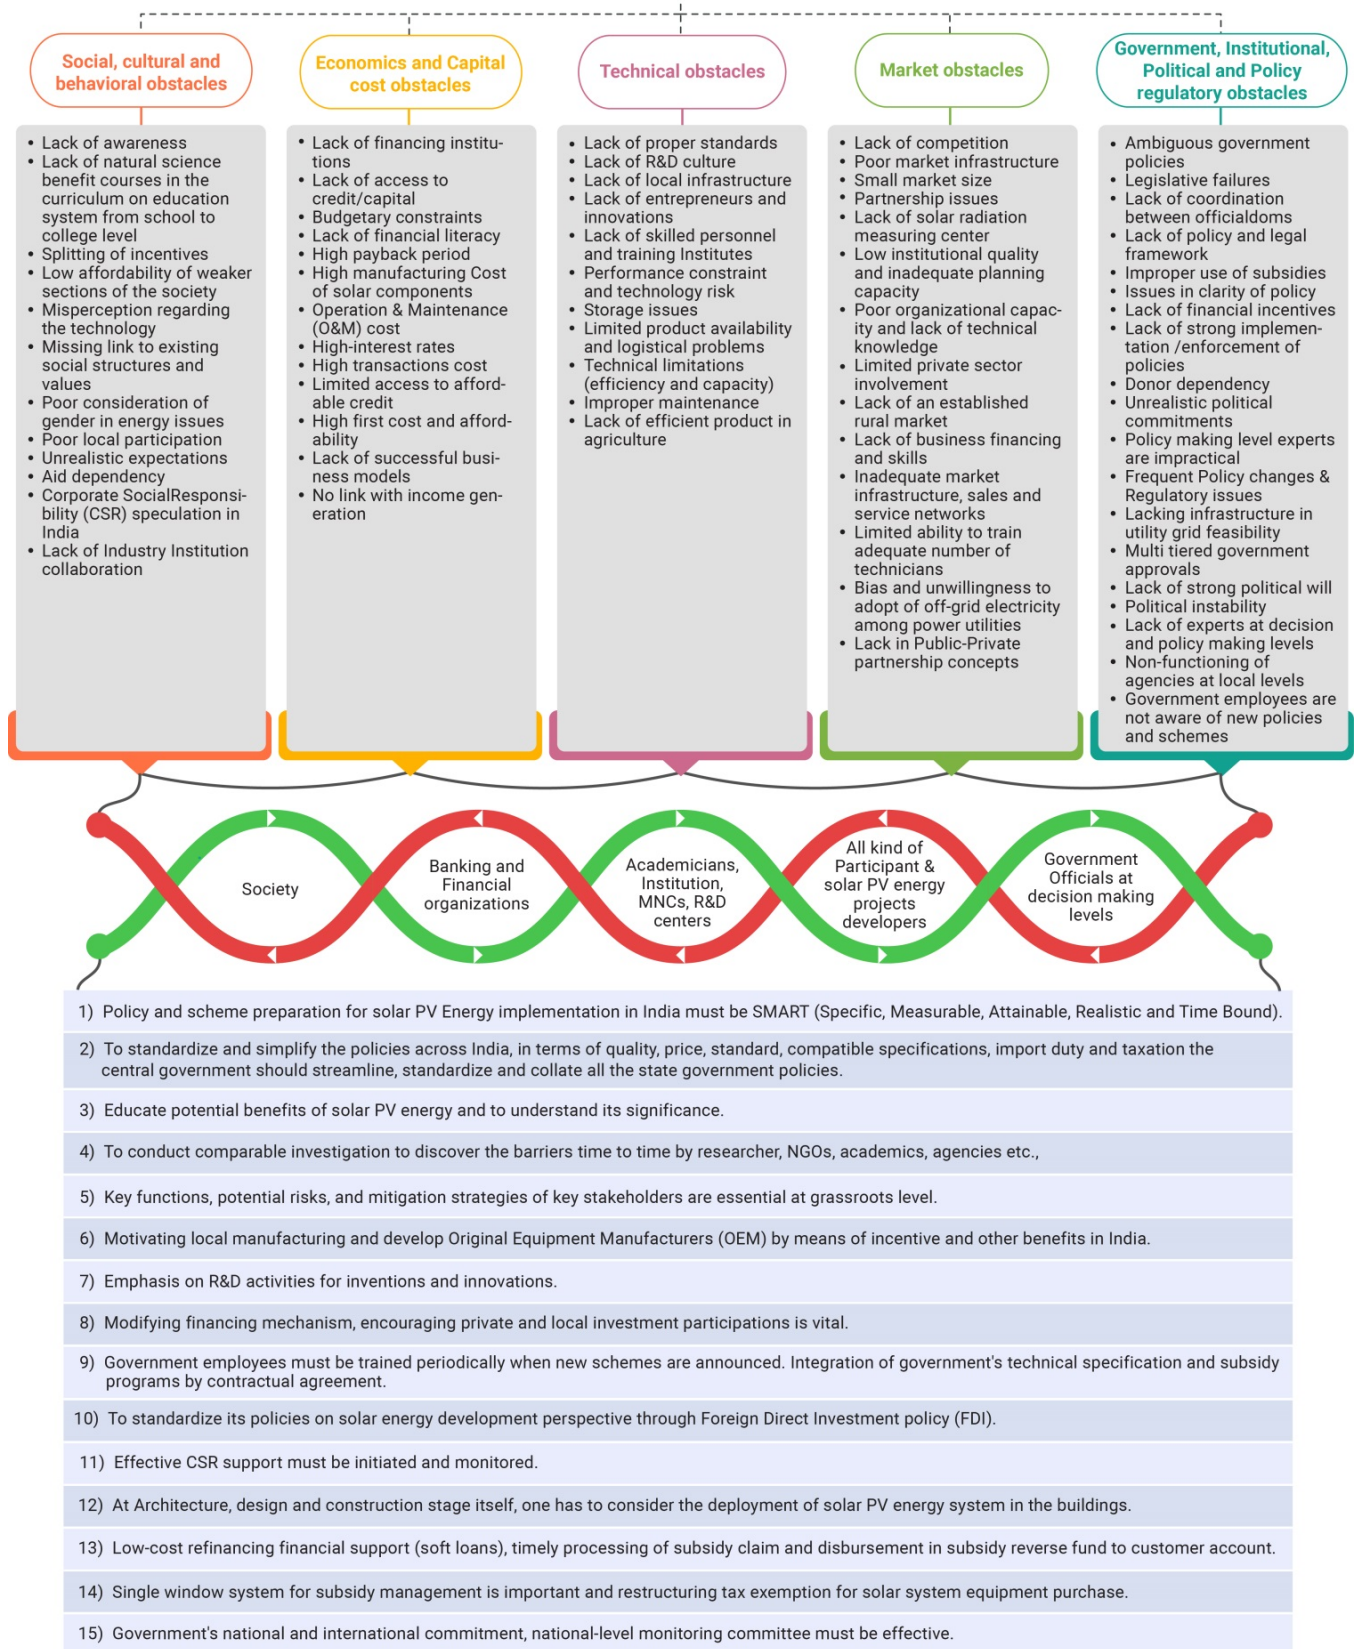 Social, cultural and
behavioral obstacles
Economics and Capital
cost obstacles
Technical obstacles
Market obstacles
Government, Institutional,
Political and Policy
regulatory obstacles
• Lack of awareness
• Lack of natural science
benefit courses in the
curriculum on education
system from school to
college level
• Splitting of incentives
• Low affordability of weaker
sections of the society
• Misperception regarding
the technology
• Missing link to existing
social structures and
values
• Poor consideration of
gender in energy issues
• Poor local participation
• Unrealistic expectations
• Aid dependency
• Corporate SocialResponsi-
bility (CSR) speculation in
India
• Lack of Industry Institution
collaboration
• Lack of financing institu-
tions
• Lack of access to
credit/capital
• Budgetary constraints
• Lack of financial literacy
• High payback period
• High manufacturing Cost
of solar components
• Operation & Maintenance
(O&M) cost
• High-interest rates
• High transactions cost
• Limited access to afford-
able credit
• High first cost and afford-
ability
• Lack of successful busi-
ness models
• No link with income gen-
eration
• Lack of proper standards
• Lack of R&D culture
• Lack of local infrastructure
• Lack of entrepreneurs and
innovations
• Lack of skilled personnel
and training Institutes
• Performance constraint
and technology risk
• Storage issues
• Limited product availability
and logistical problems
• Technical limitations
(efficiency and capacity)
• Improper maintenance
• Lack of efficient product in
agriculture
• Lack of competition
• Poor market infrastructure
• Small market size
• Partnership issues
• Lack of solar radiation
measuring center
• Low institutional quality
and inadequate planning
capacity
• Poor organizational capac-
ity and lack of technical
knowledge
• Limited private sector
involvement
• Lack of an established
rural market
• Lack of business financing
and skills
• Inadequate market
infrastructure, sales and
service networks
• Limited ability to train
adequate number of
technicians
• Bias and unwillingness to
adopt of off-grid electricity
among power utilities
• Lack in Public-Private
partnership concepts
• Ambiguous government
policies
• Legislative failures
• Lack of coordination
between officialdoms
• Lack of policy and legal
framework
• Improper use of subsidies
• Issues in clarity of policy
• Lack of financial incentives
• Lack of strong implemen-
tation /enforcement of
policies
• Donor dependency
• Unrealistic political
commitments
• Policy making level experts
are impractical
• Frequent Policy changes &
Regulatory issues
• Lacking infrastructure in
utility grid feasibility
• Multi tiered government
approvals
• Lack of strong political will
• Political instability
• Lack of experts at decision
and policy making levels
• Non-functioning of
agencies at local levels
• Government employees are
not aware of new policies
and schemes
Society
Banking and
Financial
organizations
Academicians,
Institution,
MNCs, R&D
centers
All kind of
Participant &
solar PV energy
projects
developers
Government
Officials at
decision making
levels
1) Policy and scheme preparation for solar PV Energy implementation in India must be SMART (Specific, Measurable, Attainable, Realistic and Time Bound).
2) To standardize and simplify the policies across India, in terms of quality, price, standard, compatible specifications, import duty and taxation the
central government should streamline, standardize and collate all the state government policies.
3) Educate potential benefits of solar PV energy and to understand its significance.
4) To conduct comparable investigation to discover the barriers time to time by researcher, NGOs, academics, agencies etc.,
5) Key functions, potential risks, and mitigation strategies of key stakeholders are essential at grassroots level.
6) Motivating local manufacturing and develop Original Equipment Manufacturers (OEM) by means of incentive and other benefits in India.
7) Emphasis on R&D activities for inventions and innovations.
8) Modifying financing mechanism, encouraging private and local investment participations is vital.
9) Government employees must be trained periodically when new schemes are announced. Integration of government's technical specification and subsidy
programs by contractual agreement.
10) To standardize its policies on solar energy development perspective through Foreign Direct Investment policy (FDI).
11) Effective CSR support must be initiated and monitored.
12) At Architecture, design and construction stage itself, one has to consider the deployment of solar PV energy system in the buildings.
13) Low-cost refinancing financial support (soft loans), timely processing of subsidy claim and disbursement in subsidy reverse fund to customer account.
14) Single window system for subsidy management is important and restructuring tax exemption for solar system equipment purchase.
15) Government's national and international commitment, national-level monitoring committee must be effective.